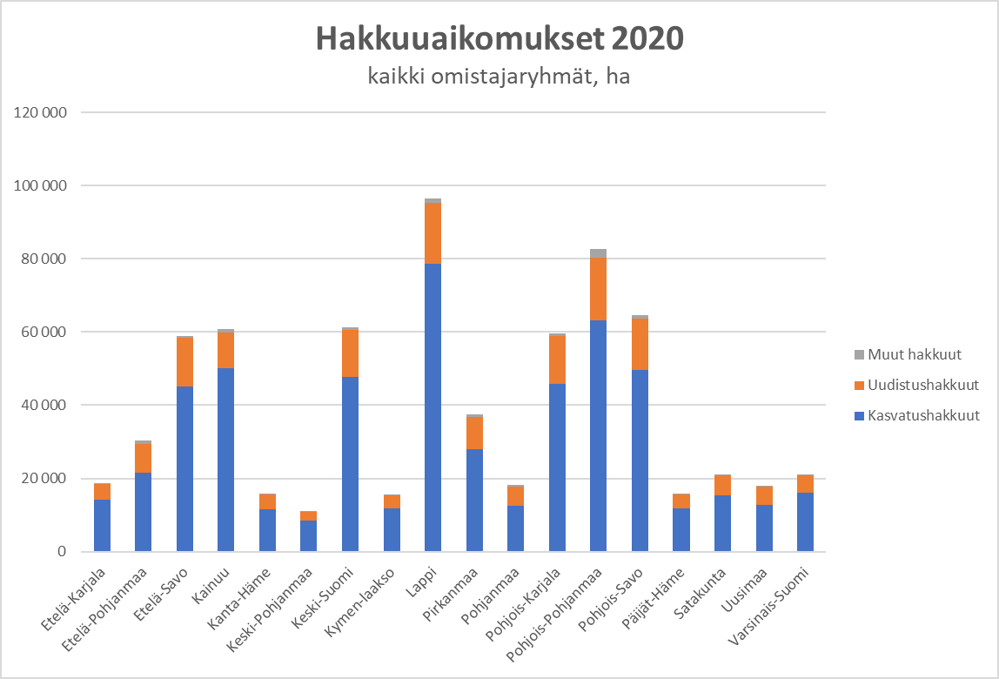 Hakkuuaikomukset 2020
kaikki omistajaryhmät, ha
120 000
100 000
80 000
60 000
40 000
20 000
0
Etelä-Karjala
Etelä-Pohjanmaa
Etelä-Savo
Kainuu
Kanta-Häme
Keski-Pohjanmaa
Keski-Suomi
Kymen-laakso
Lappi
Pirkanmaa
Pohjanmaa
Pohjois-Karjala
Pohjois-Pohjanmaa
Pohjois-Savo
Päijät-Häme
Satakunta
Uusimaa
Varsinais-Suomi
Muut hakkuut
Uudistushakkuut
Kasvatushakkuut